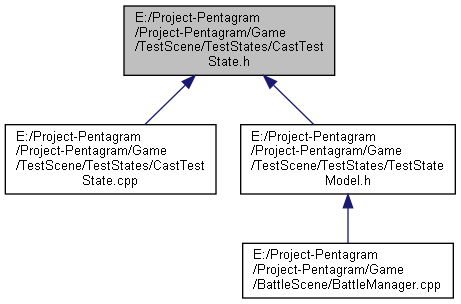 E:/Project-Pentagram
/Project-Pentagram/Game
/TestScene/TestStates/CastTest
State.h
E:/Project-Pentagram
/Project-Pentagram/Game
/TestScene/TestStates/CastTest
State.cpp
E:/Project-Pentagram
/Project-Pentagram/Game
/TestScene/TestStates/TestState
Model.h
E:/Project-Pentagram
/Project-Pentagram/Game
/BattleScene/BattleManager.cpp